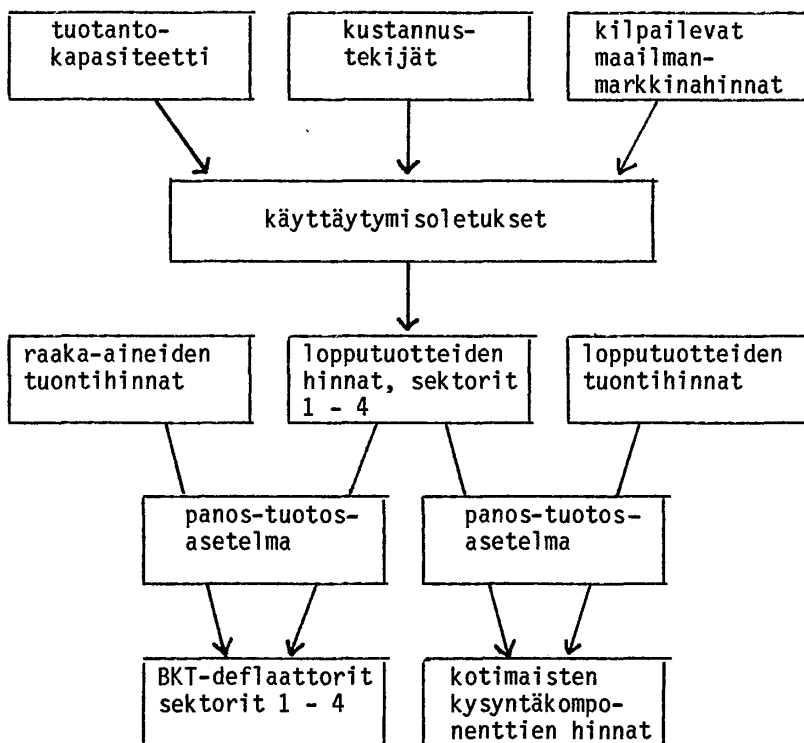 tuotanto-
kapasiteetti
kustannus-
tekijät
kilpailevat
maailman-
markkinahinnat
käyttäytymisoletukset
raaka-aineiden
tuontihinnat
lopputuotteiden
hinnat, sektorit
1 - 4
lopputuotteiden
tuontihinnat
panos-tuotos-
asetelma
panos-tuotos-
asetelma
BKT-deflaattorit
sektorit 1 - 4
kotimaisten
kysyntäkompo-
nenttien hinnat